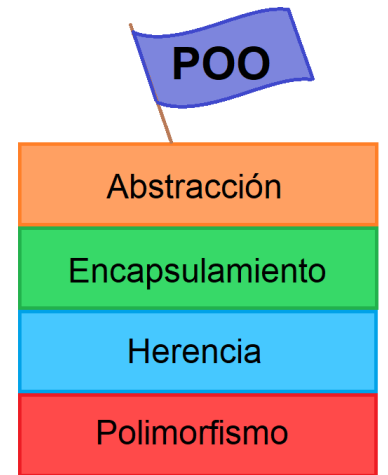 POO
Abstracción
Encapsulamiento
Herencia
Polimorfismo